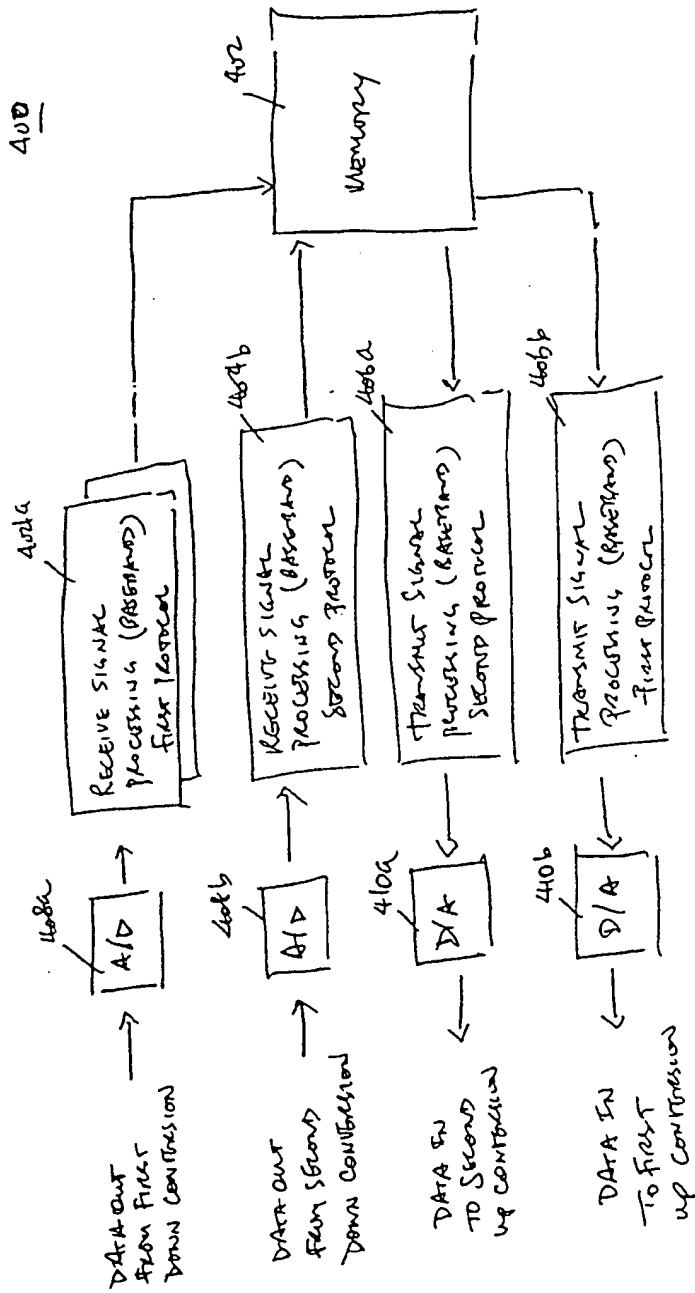 400
DATA OUT
FROM FIRST
DOWN CONVERSION
408a
A/D
404a
RECEIVE SIGNAL
PROCESSING (BASEBAND)
FIRST PROTOCOL
402
MEMORY
DATA OUT
FROM SECOND
DOWN CONVERSION
408b
A/D
404b
RECEIVE SIGNAL
PROCESSING (BASEBAND)
SECOND PROTOCOL
DATA IN
TO SECOND
UP CONVERSION
410a
D/A
406a
TRANSMIT SIGNAL
PROCESSING (BASEBAND)
SECOND PROTOCOL
DATA IN
TO FIRST
UP CONVERSION
410b
D/A
406b
TRANSMIT SIGNAL
PROCESSING (BASEBAND)
FIRST PROTOCOL